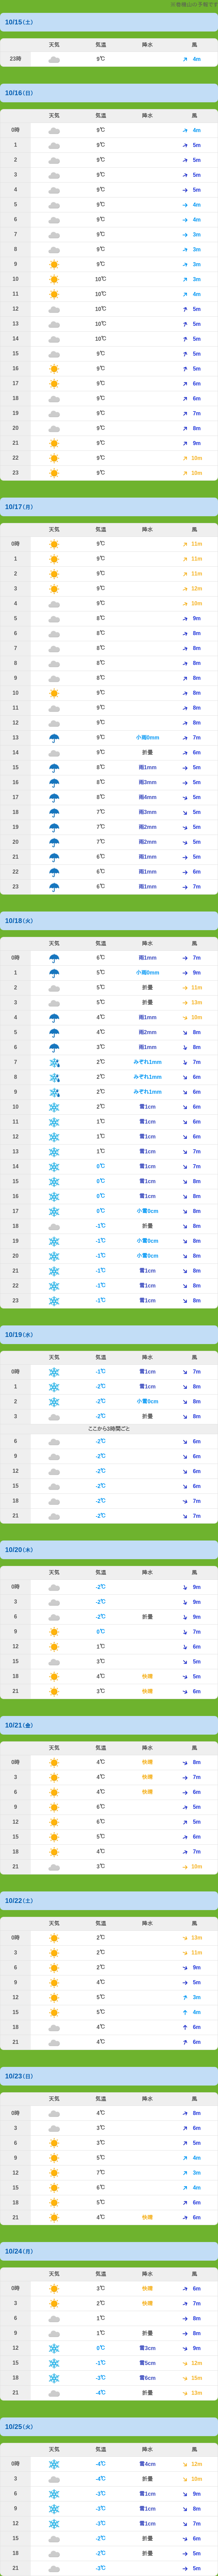 ※岩菅山の予報です
10/15(土)
天気 気温 降水 風
23時 9℃ 4m
10/16(日)
天気 気温 降水 風
0時 9℃ 4m
1 9℃ 5m
2 9℃ 5m
3 9℃ 5m
4 9℃ 5m
5 9℃ 4m
6 9℃ 4m
7 9℃ 3m
8 9℃ 3m
9 9℃ 3m
10 10℃ 3m
11 10℃ 4m
12 10℃ 5m
13 10℃ 5m
14 10℃ 5m
15 9℃ 5m
16 9℃ 5m
17 9℃ 6m
18 9℃ 6m
19 9℃ 7m
20 9℃ 8m
21 9℃ 9m
22 9℃ 10m
23 9℃ 10m
10/17(月)
天気 気温 降水 風
0時 9℃ 11m
1 9℃ 11m
2 9℃ 11m
3 9℃ 12m
4 9℃ 10m
5 8℃ 9m
6 8℃ 8m
7 8℃ 8m
8 8℃ 8m
9 8℃ 8m
10 9℃ 8m
11 9℃ 8m
12 9℃ 8m
13 9℃ 小雨0mm 7m
14 9℃ 折曇 6m
15 8℃ 雨1mm 5m
16 8℃ 雨3mm 5m
17 8℃ 雨4mm 5m
18 7℃ 雨3mm 5m
19 7℃ 雨2mm 5m
20 7℃ 雨2mm 5m
21 6℃ 雨1mm 5m
22 6℃ 雨1mm 6m
23 6℃ 雨1mm 7m
10/18(火)
天気 気温 降水 風
0時 6℃ 雨1mm 7m
1 5℃ 小雨0mm 9m
2 5℃ 折曇 11m
3 5℃ 折曇 13m
4 4℃ 雨1mm 10m
5 4℃ 雨2mm 8m
6 3℃ 雨1mm 8m
7 2℃ みぞれ1mm 7m
8 2℃ みぞれ1mm 6m
9 2℃ みぞれ1mm 6m
10 2℃ 雪1cm 6m
11 1℃ 雪1cm 6m
12 1℃ 雪1cm 6m
13 1℃ 雪1cm 7m
14 0℃ 雪1cm 7m
15 0℃ 雪1cm 8m
16 0℃ 雪1cm 8m
17 0℃ 小雪0cm 8m
18 -1℃ 折曇 8m
19 -1℃ 小雪0cm 8m
20 -1℃ 小雪0cm 8m
21 -1℃ 雪1cm 8m
22 -1℃ 雪1cm 8m
23 -1℃ 雪1cm 8m
10/19(水)
天気 気温 降水 風
0時 -1℃ 雪1cm 7m
1 -2℃ 雪1cm 8m
2 -2℃ 小雪0cm 8m
3 -2℃ 折曇 8m
ここから3時間ごと
6 -2℃ 6m
9 -2℃ 6m
12 -2℃ 6m
15 -2℃ 6m
18 -2℃ 7m
21 -2℃ 7m
10/20(木)
天気 気温 降水 風
0時 -2℃ 9m
3 -2℃ 9m
6 -2℃ 折曇 9m
9 0℃ 7m
12 1℃ 6m
15 3℃ 5m
18 4℃ 快晴 5m
21 3℃ 快晴 6m
10/21(金)
天気 気温 降水 風
0時 4℃ 快晴 8m
3 4℃ 快晴 7m
6 4℃ 快晴 6m
9 6℃ 5m
12 6℃ 5m
15 5℃ 6m
18 4℃ 7m
21 3℃ 10m
10/22(土)
天気 気温 降水 風
0時 2℃ 13m
3 2℃ 11m
6 2℃ 9m
9 4℃ 5m
12 5℃ 3m
15 5℃ 4m
18 4℃ 6m
21 4℃ 6m
10/23(日)
天気 気温 降水 風
0時 4℃ 8m
3 3℃ 6m
6 3℃ 5m
9 5℃ 4m
12 7℃ 3m
15 6℃ 4m
18 5℃ 6m
21 4℃ 快晴 6m
10/24(月)
天気 気温 降水 風
0時 3℃ 快晴 6m
3 2℃ 快晴 7m
6 1℃ 8m
9 1℃ 折曇 8m
12 0℃ 雪3cm 9m
15 -1℃ 雪5cm 12m
18 -3℃ 雪6cm 15m
21 -4℃ 折曇 13m
10/25(火)
天気 気温 降水 風
0時 -4℃ 雪4cm 12m
3 -4℃ 折曇 10m
6 -3℃ 雪1cm 9m
9 -3℃ 雪1cm 8m
12 -3℃ 雪1cm 7m
15 -2℃ 折曇 6m
18 -2℃ 折曇 5m
21 -3℃ 5m